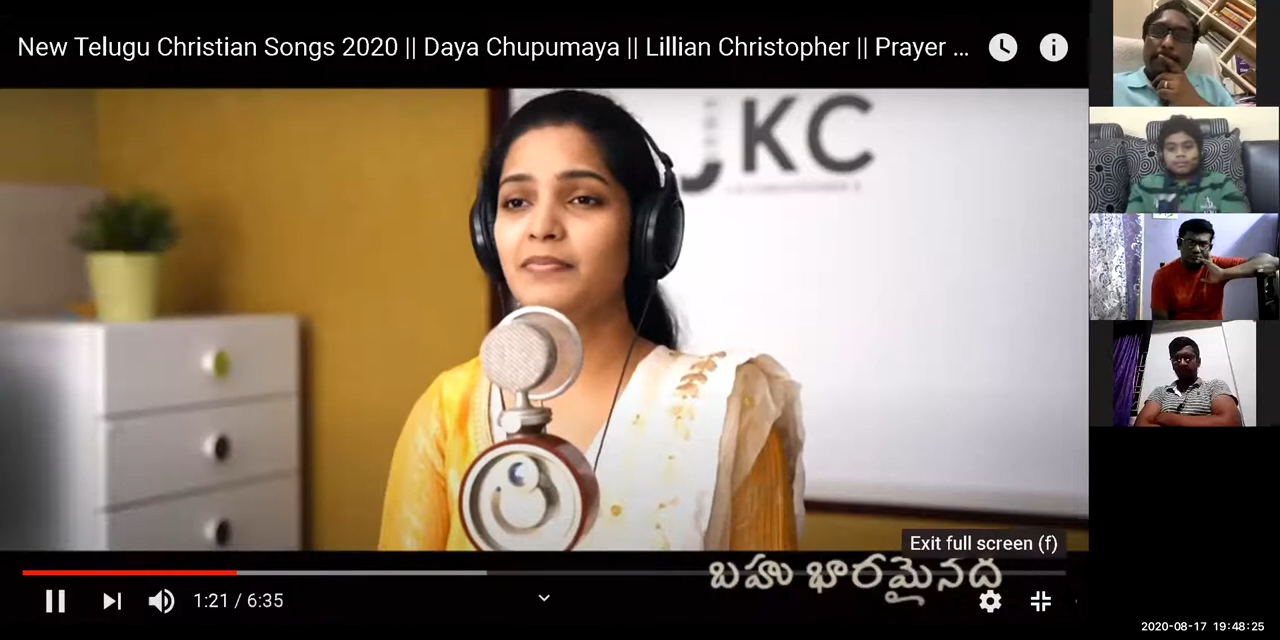 New Telugu Christian Songs 2020 || Daya Chupumaya || Lillian Christopher || Prayer ...
JKC
Exit full screen (f)
బహు భారమైనది
1:21 / 6:35
2020-08-17 19:48:25